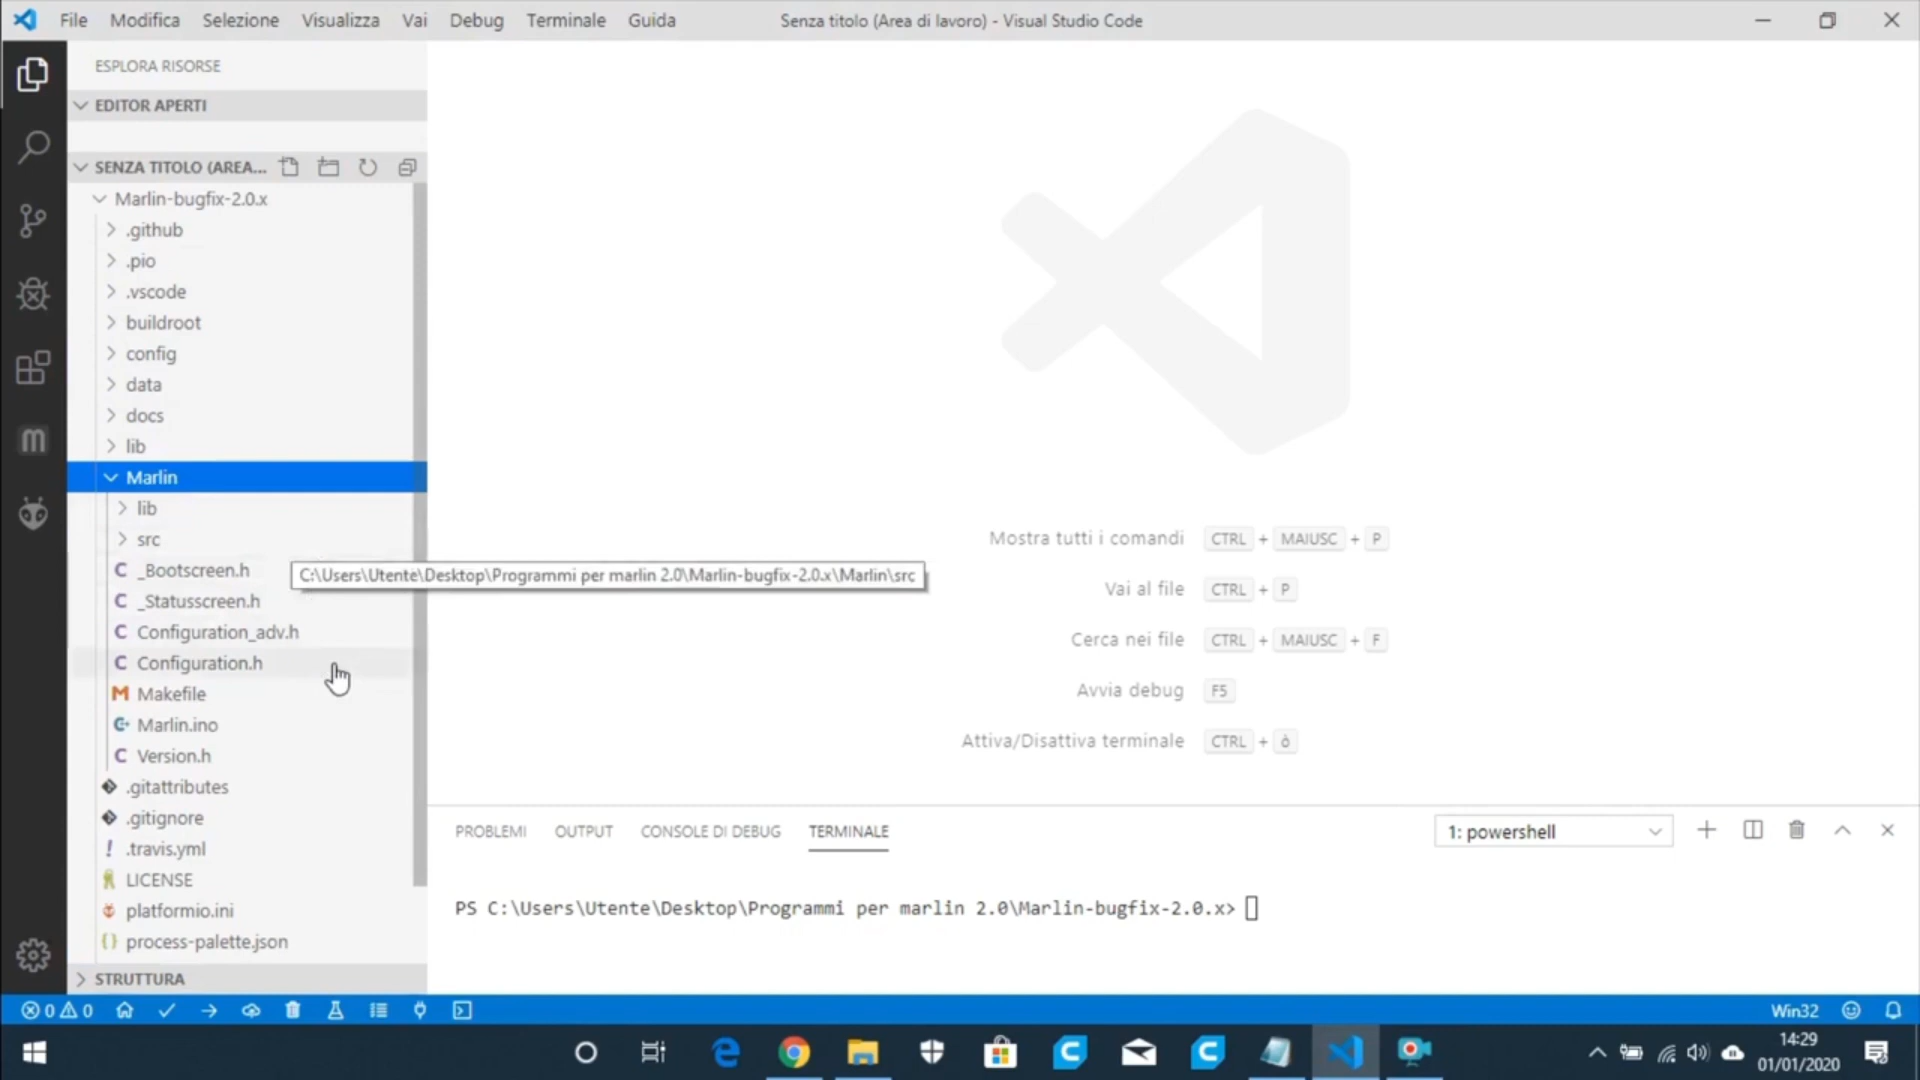 File Modifica Selezione Visualizza Vai Debug Terminale Guida
Senza titolo (Area di lavoro) - Visual Studio Code
ESPLORA RISORSE
EDITOR APERTI
SENZA TITOLO (AREA...
Marlin-bugfix-2.0.x
.github
.pio
.vscode
buildroot
config
data
docs
lib
Marlin
lib
src
_Bootscreen.h
C:\Users\Utente\Desktop\Programmi per marlin 2.0\Marlin-bugfix-2.0.x\Marlin\src
_Statusscreen.h
Configuration_adv.h
Configuration.h
Makefile
Marlin.ino
Version.h
.gitattributes
.gitignore
.travis.yml
LICENSE
platformio.ini
process-palette.json
STRUTTURA
Mostra tutti i comandi CTRL + MAIUSC + P
Vai al file CTRL + P
Cerca nei file CTRL + MAIUSC + F
Avvia debug F5
Attiva/Disattiva terminale CTRL + ò
PROBLEMI OUTPUT CONSOLE DI DEBUG TERMINALE
1: powershell
PS C:\Users\Utente\Desktop\Programmi per marlin 2.0\Marlin-bugfix-2.0.x>
0 0
Win32
14:29
01/01/2020